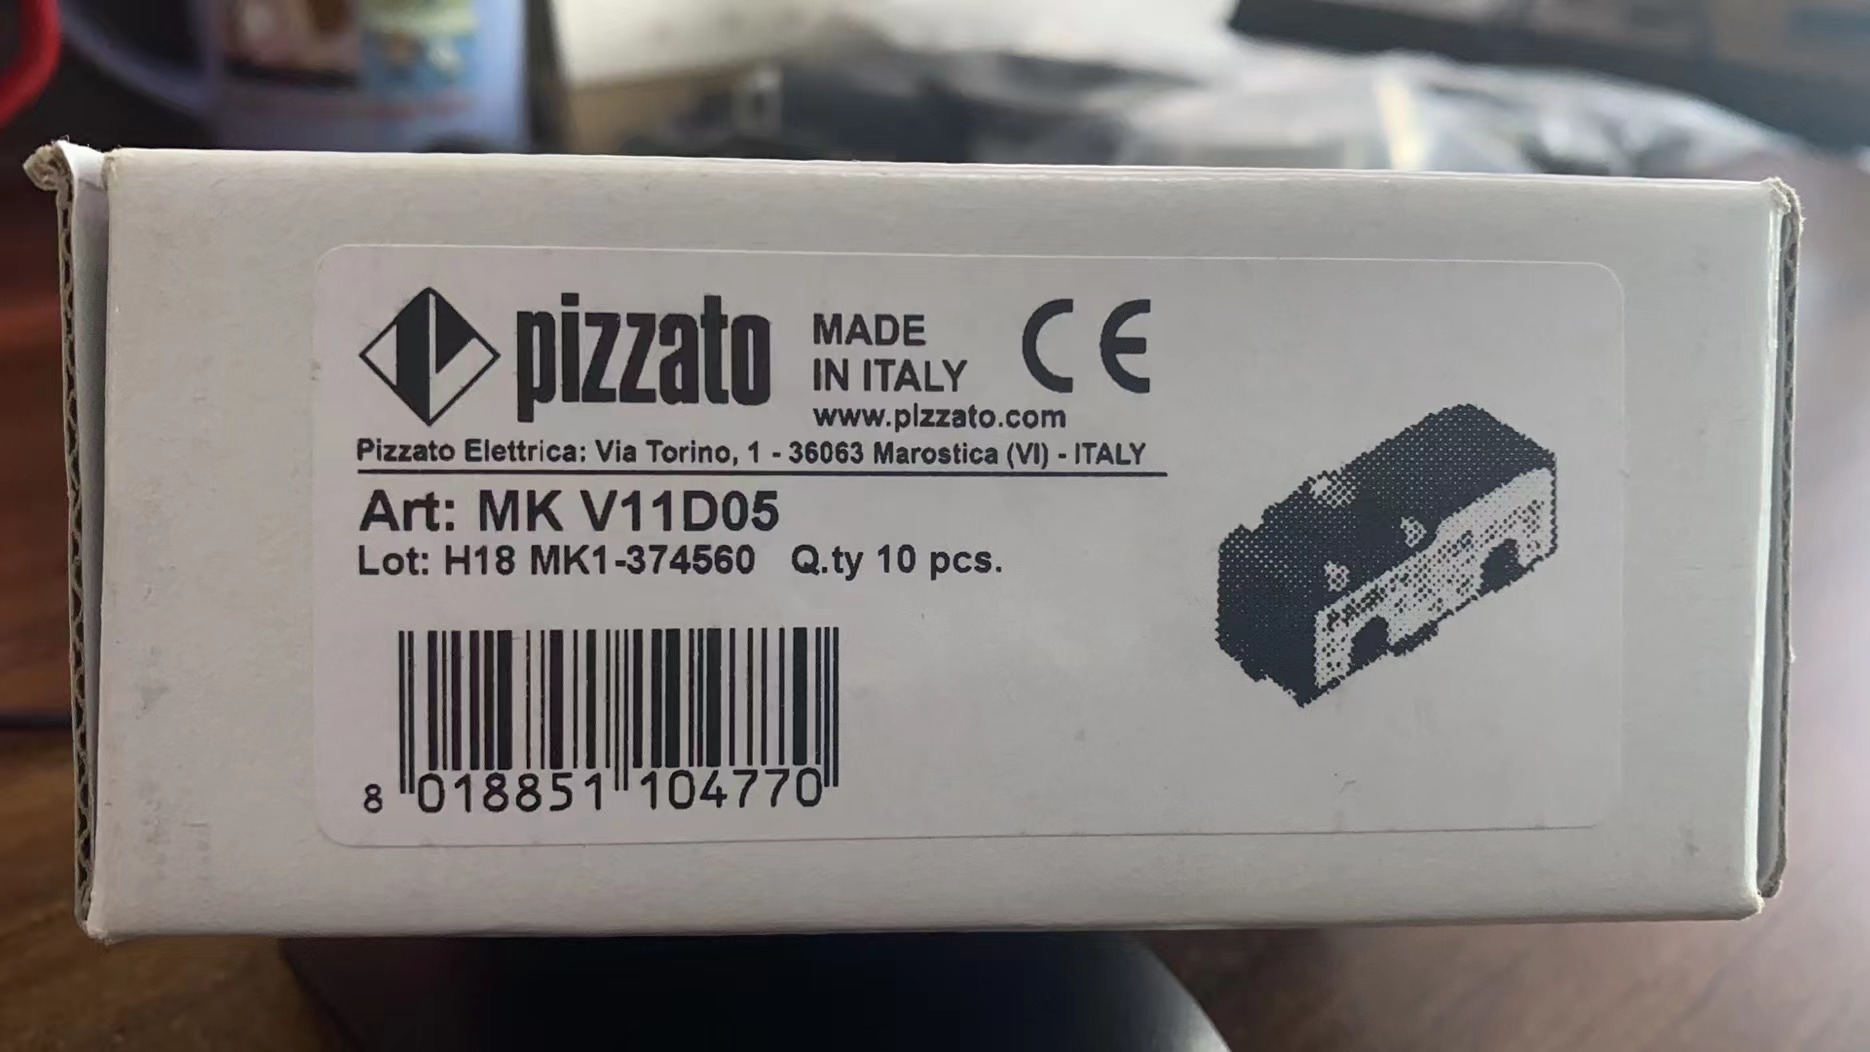 pizzato
MADE
IN ITALY
CE
www.pizzato.com
Pizzato Elettrica: Via Torino, 1 - 36063 Marostica (VI) - ITALY
Art: MK V11D05
Lot: H18 MK1-374560 Q.ty 10 pcs.
8 018851 104770